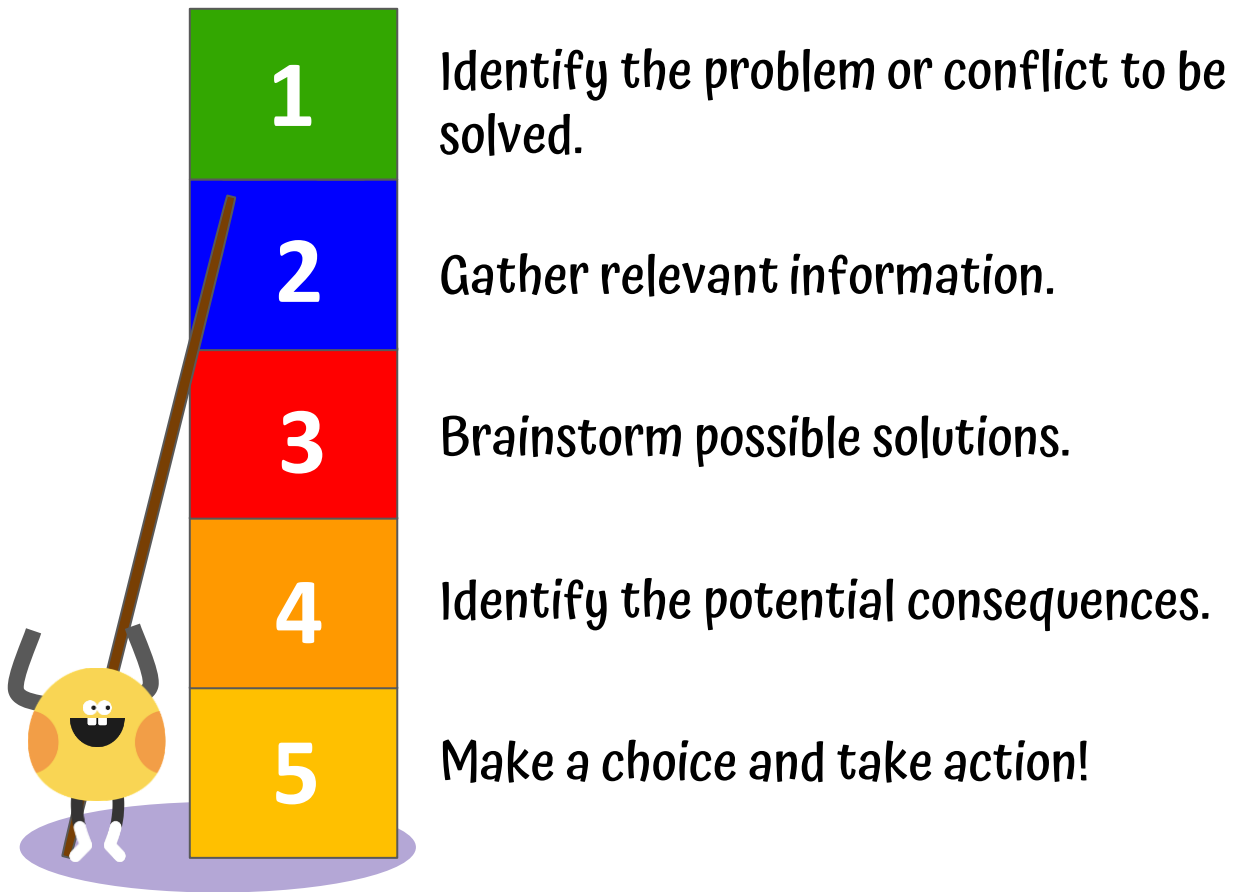 1
Identify the problem or conflict to be
solved.
2
Gather relevant information.
3
Brainstorm possible solutions.
4
Identify the potential consequences.
5
Make a choice and take action!